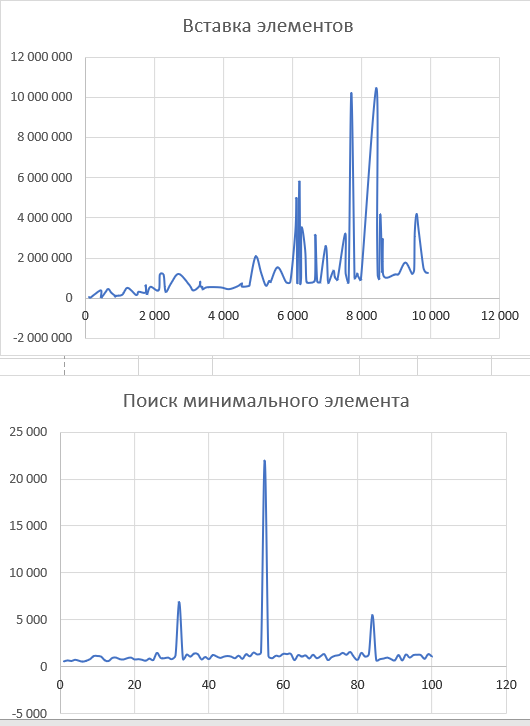 Вставка элементов
12 000 000
10 000 000
8 000 000
6 000 000
4 000 000
2 000 000
0
-2 000 000
0 2 000 4 000 6 000 8 000 10 000 12 000
Поиск минимального элемента
25 000
20 000
15 000
10 000
5 000
0
-5 000
0 20 40 60 80 100 120